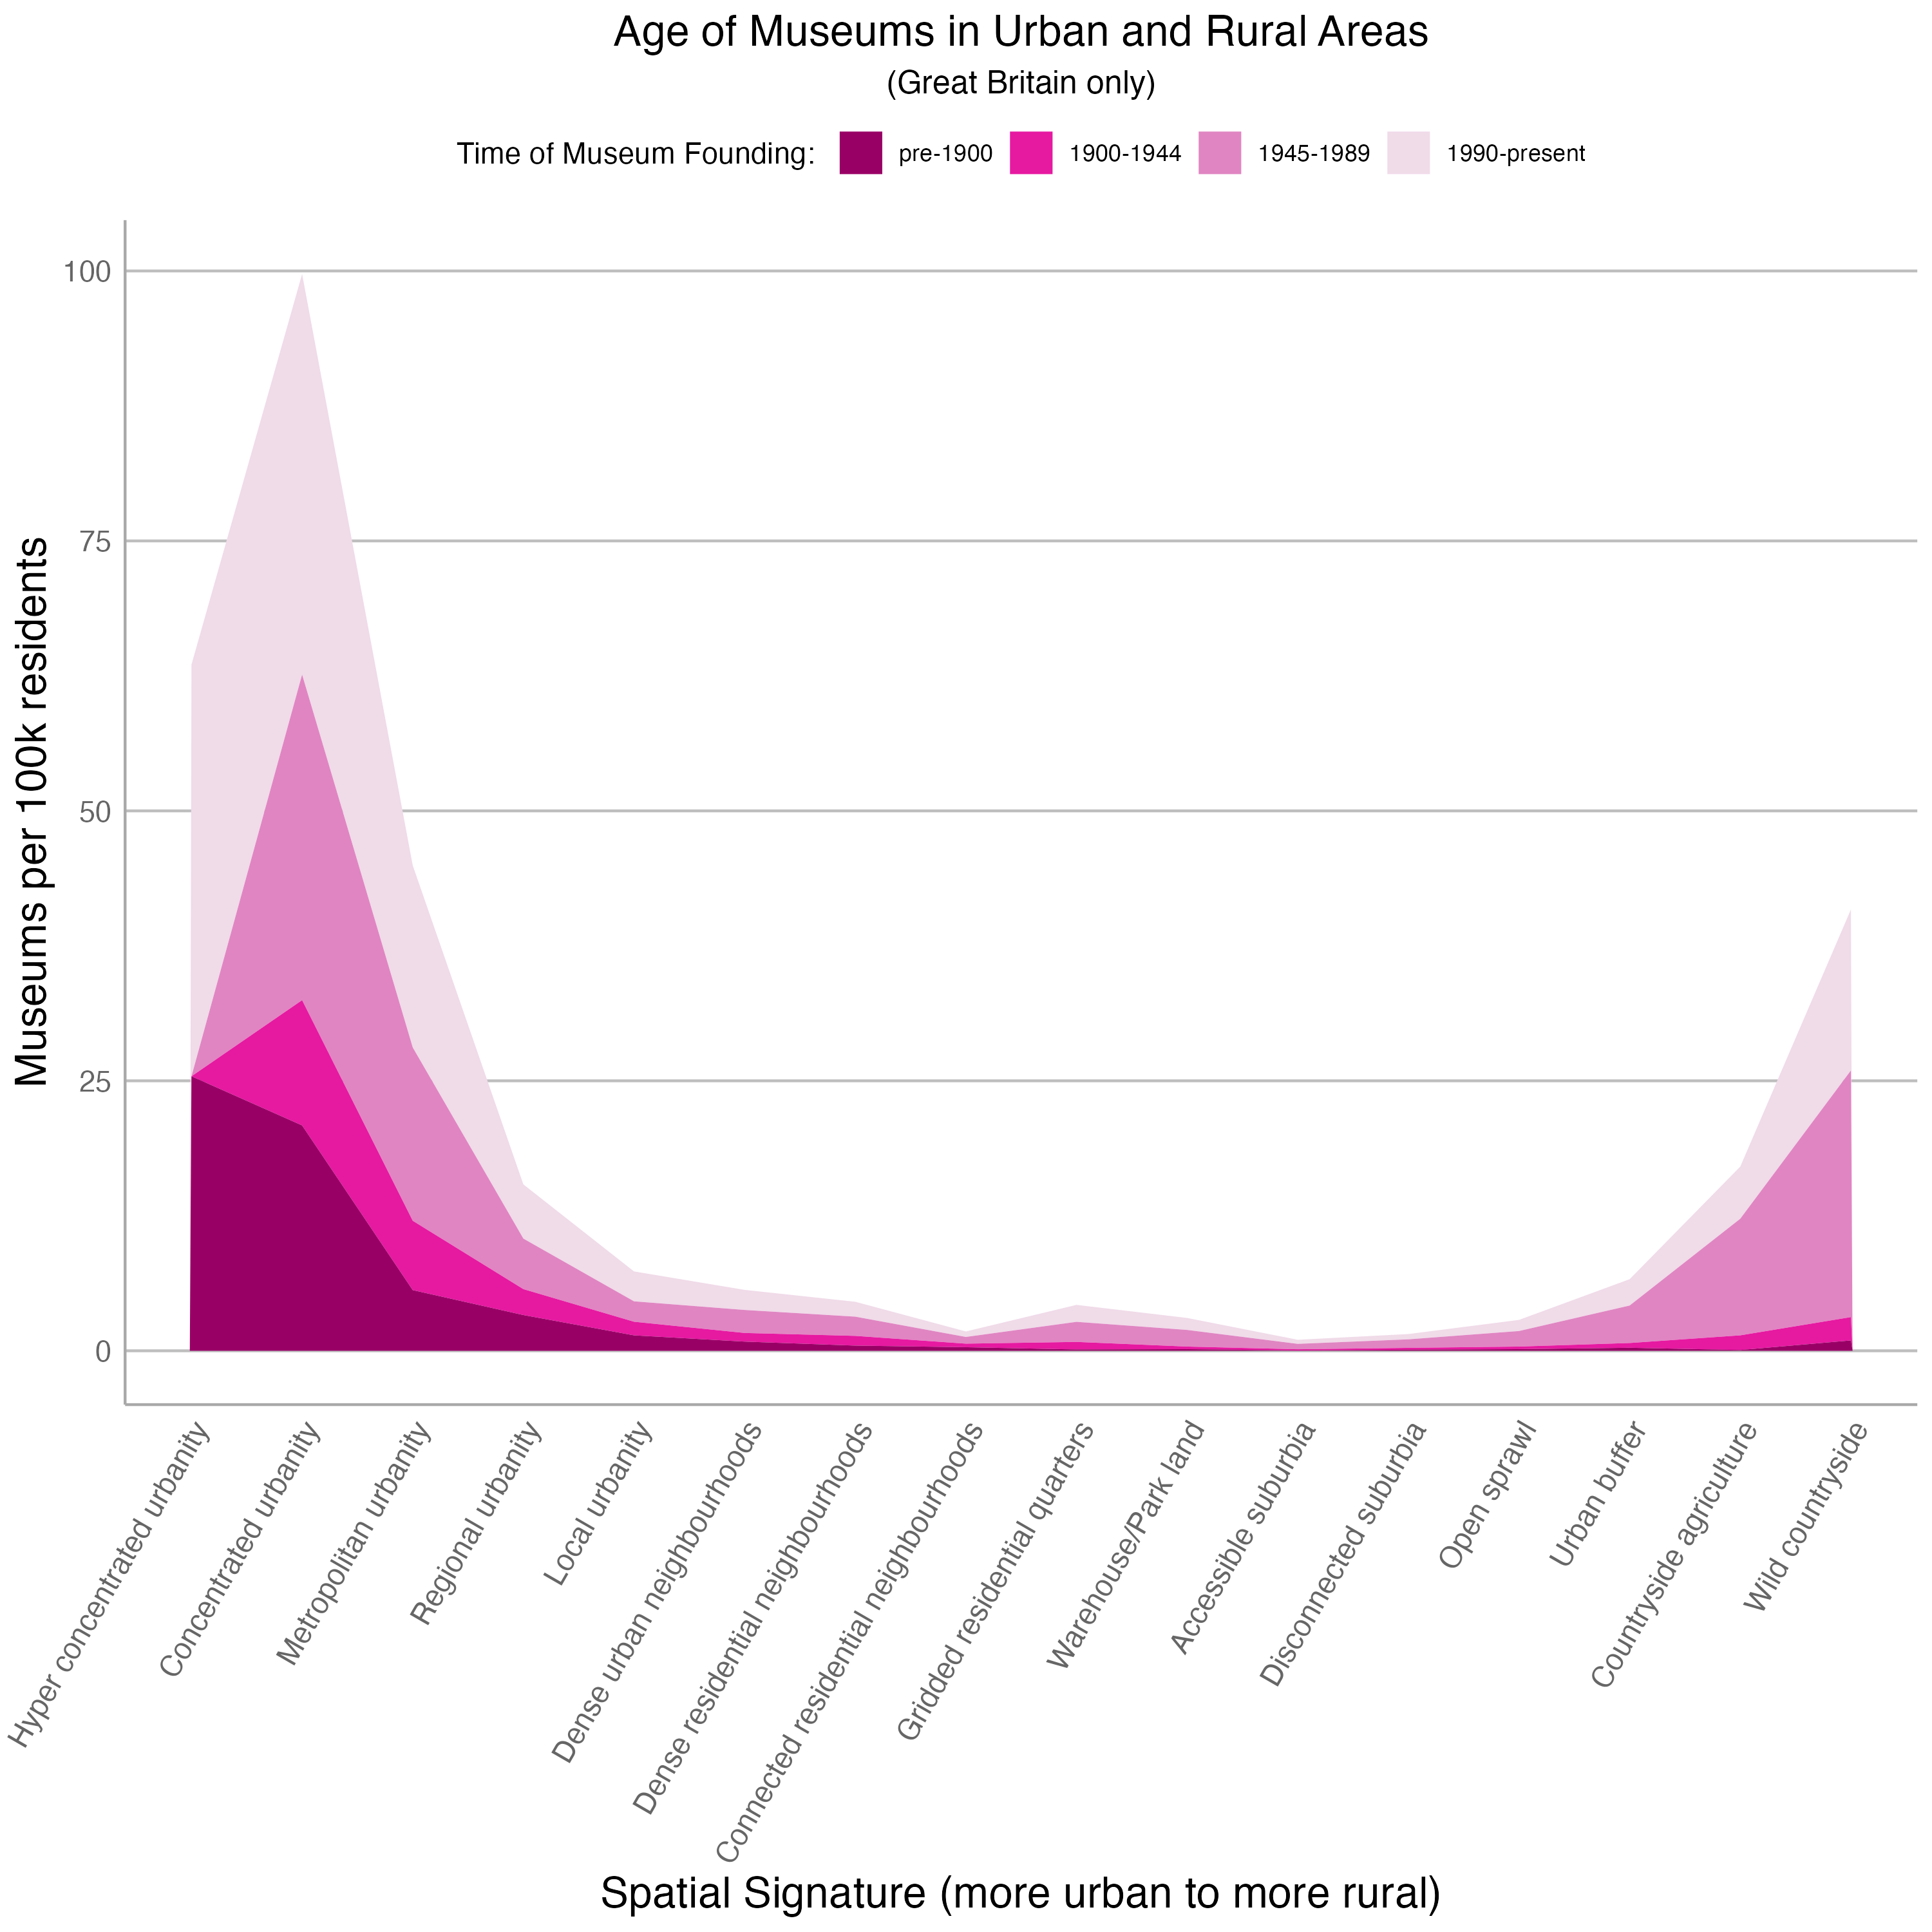 Age of Museums in Urban and Rural Areas
(Great Britain only)
Time of Museum Founding: pre-1900 1900-1944 1945-1989 1990-present
Museums per 100k residents
100
75
50
25
0
Hyper concentrated urbanity
Concentrated urbanity
Metropolitan urbanity
Regional urbanity
Local urbanity
Dense urban neighbourhoods
Dense residential neighbourhoods
Connected residential neighbourhoods
Gridded residential quarters
Warehouse/Park land
Accessible suburbia
Disconnected suburbia
Open sprawl
Urban buffer
Countryside agriculture
Wild countryside
Spatial Signature (more urban to more rural)